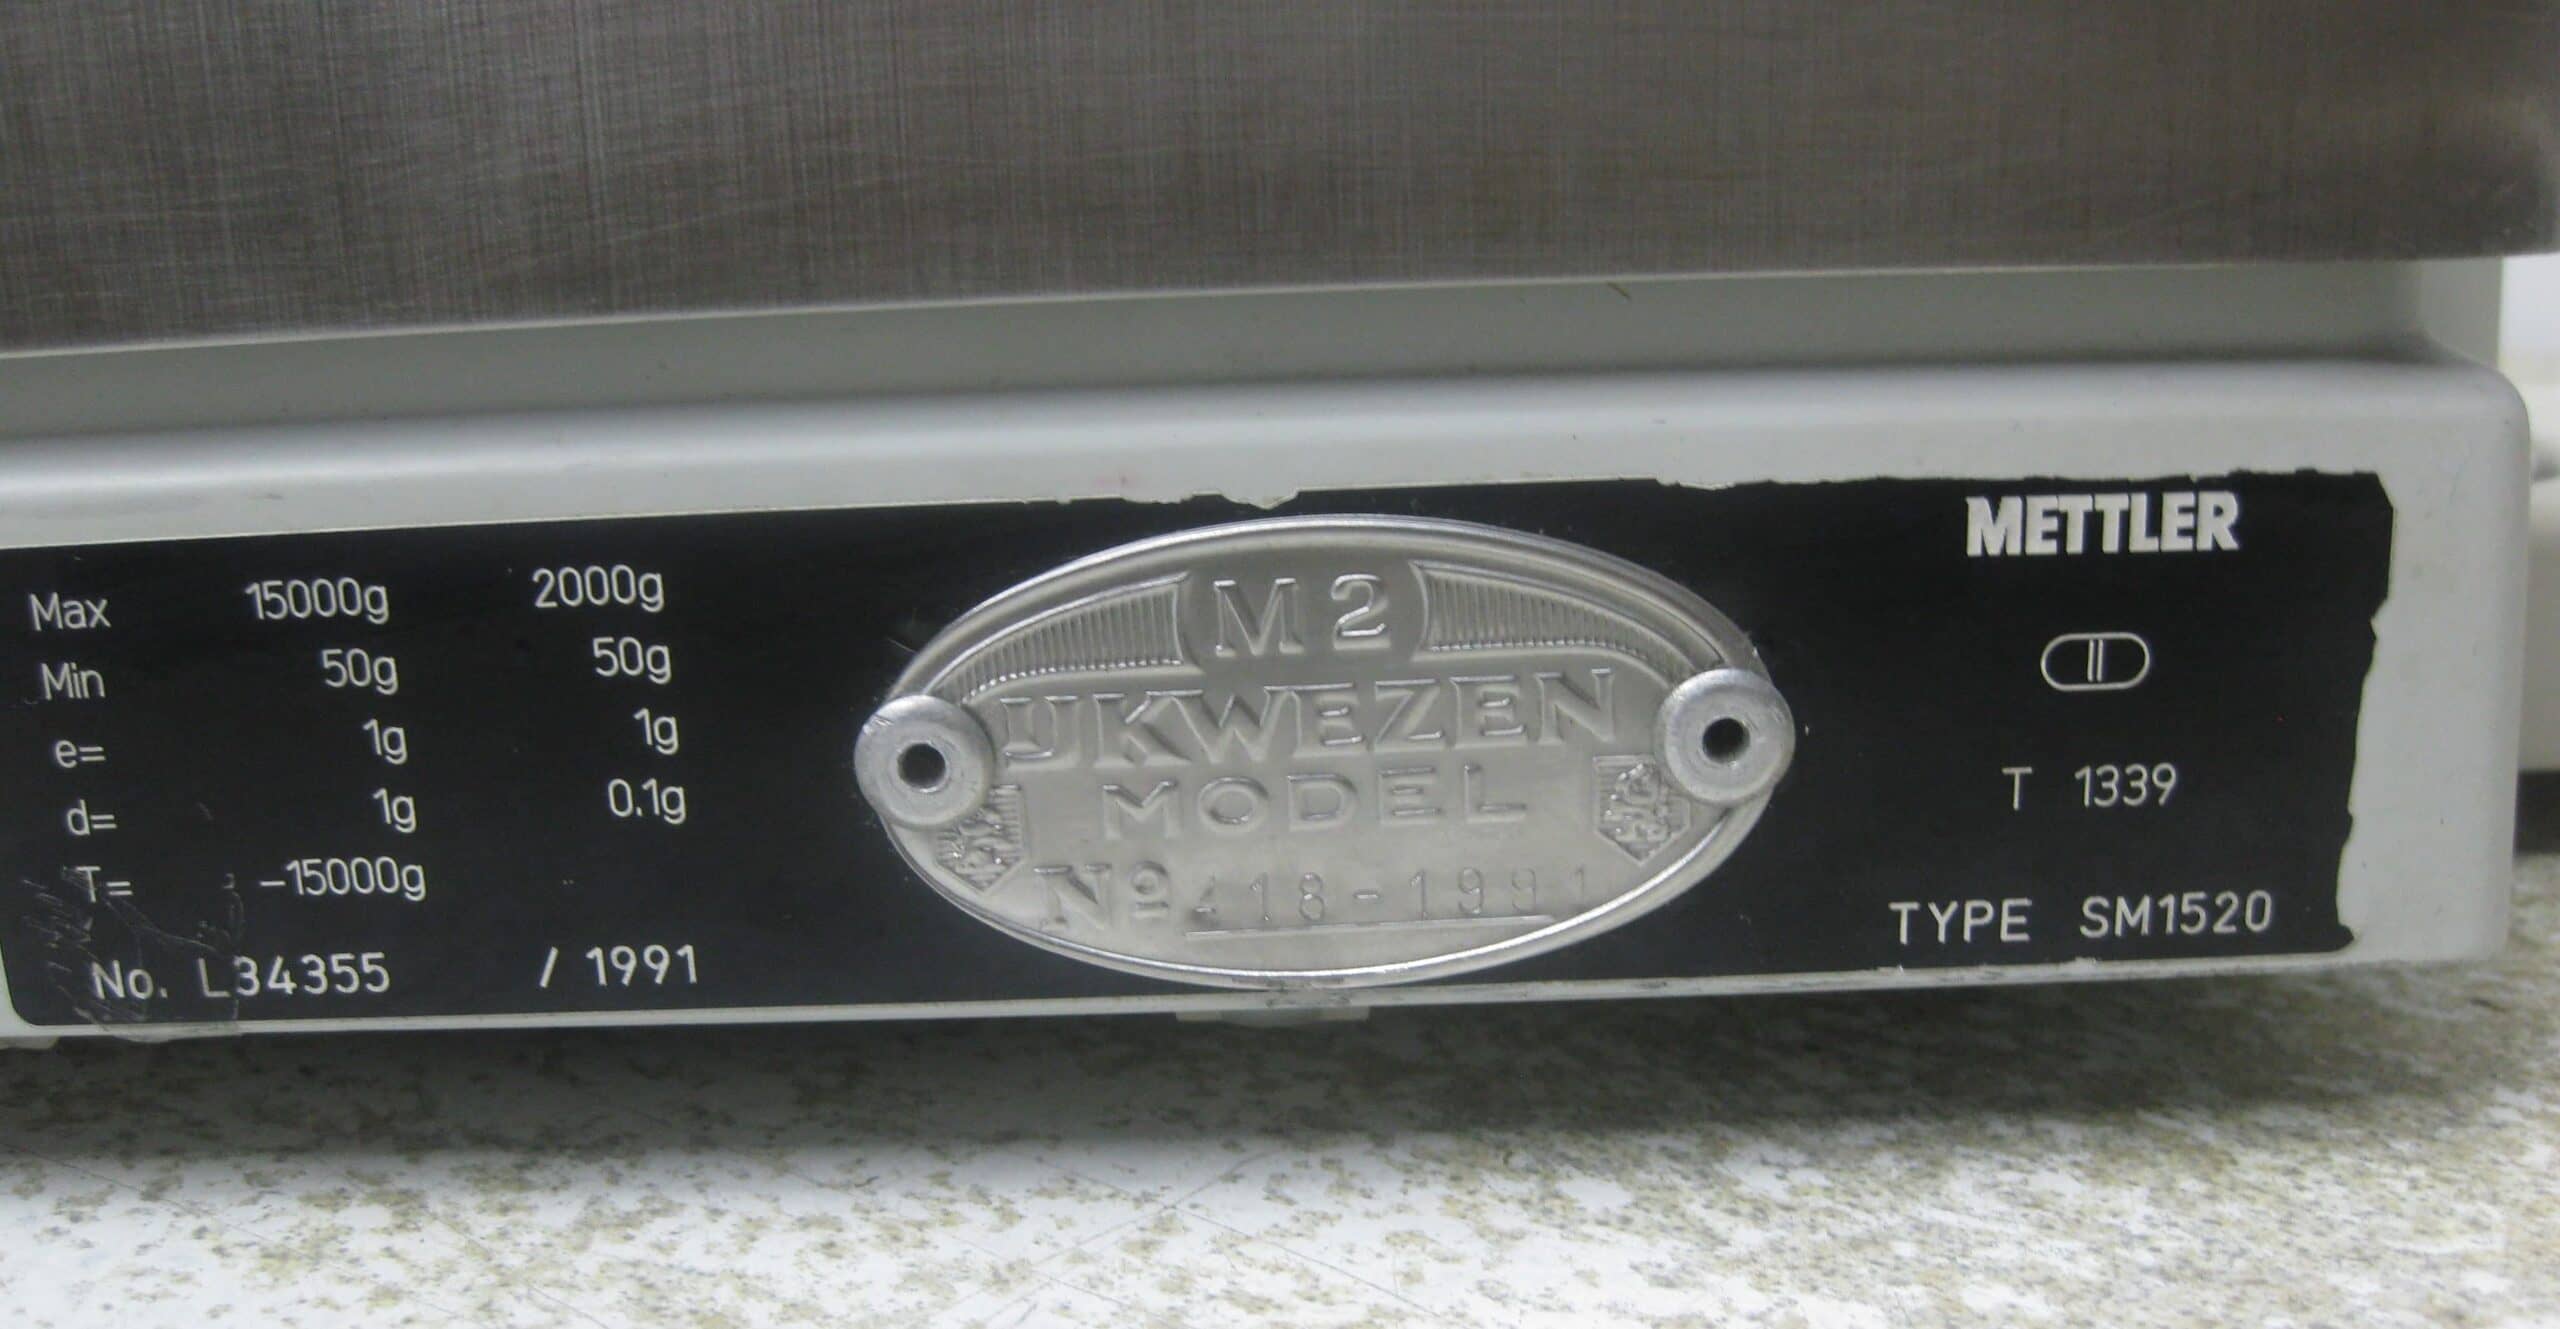 Max 15000g 2000g
Min 50g 50g
e= 1g 1g
d= 1g 0.1g
T= -15000g
No. L34355 / 1991
M2
IJKWEZEN
MODEL
Nº 418-1991
METTLER
T 1339
TYPE SM1520